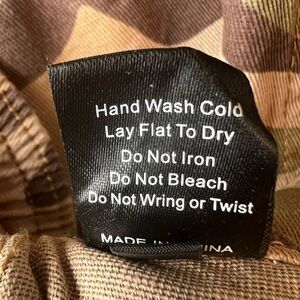 Hand Wash Cold
Lay Flat To Dry
Do Not Iron
Do Not Bleach
Do Not Wring or Twist
MADE